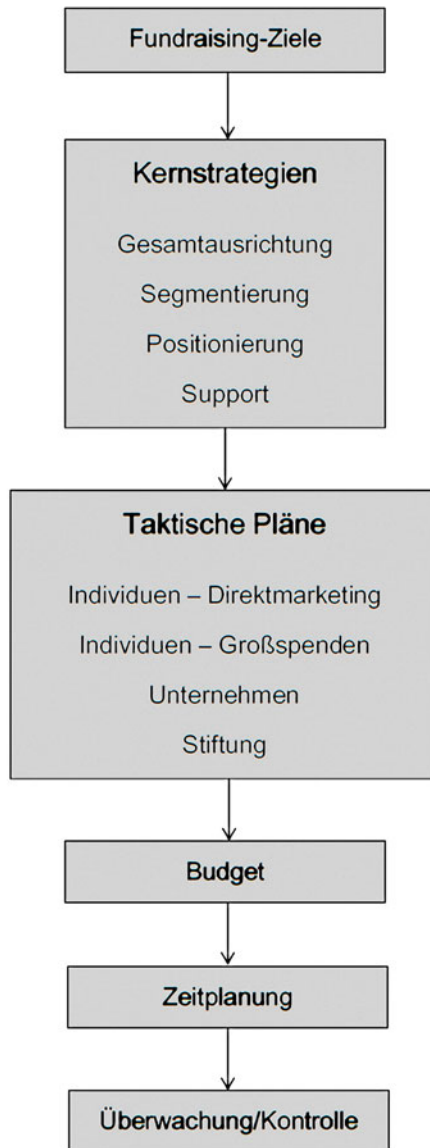 Fundraising-Ziele
Kernstrategien
Gesamtausrichtung
Segmentierung
Positionierung
Support
Taktische Pläne
Individuen – Direktmarketing
Individuen – Großspenden
Unternehmen
Stiftung
Budget
Zeitplanung
Überwachung/Kontrolle